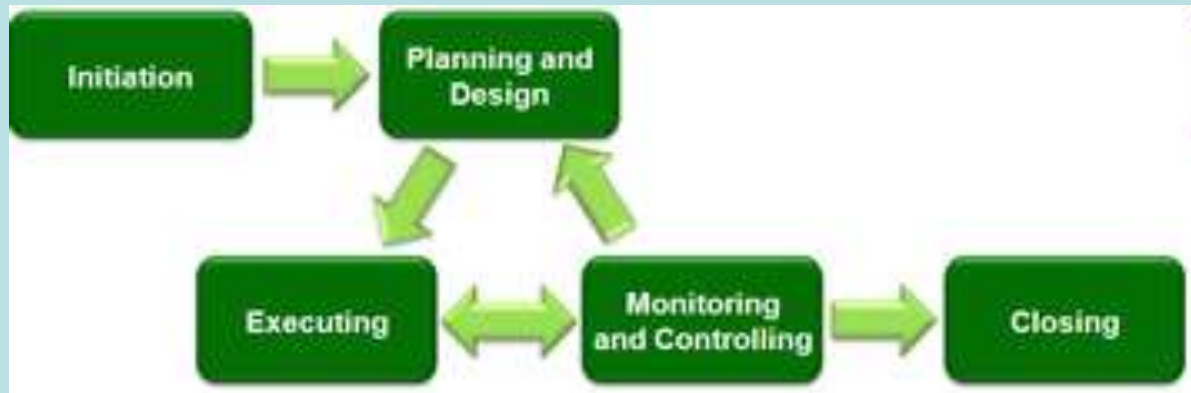 Initiation
Planning and
Design
Executing
Monitoring
and Controlling
Closing